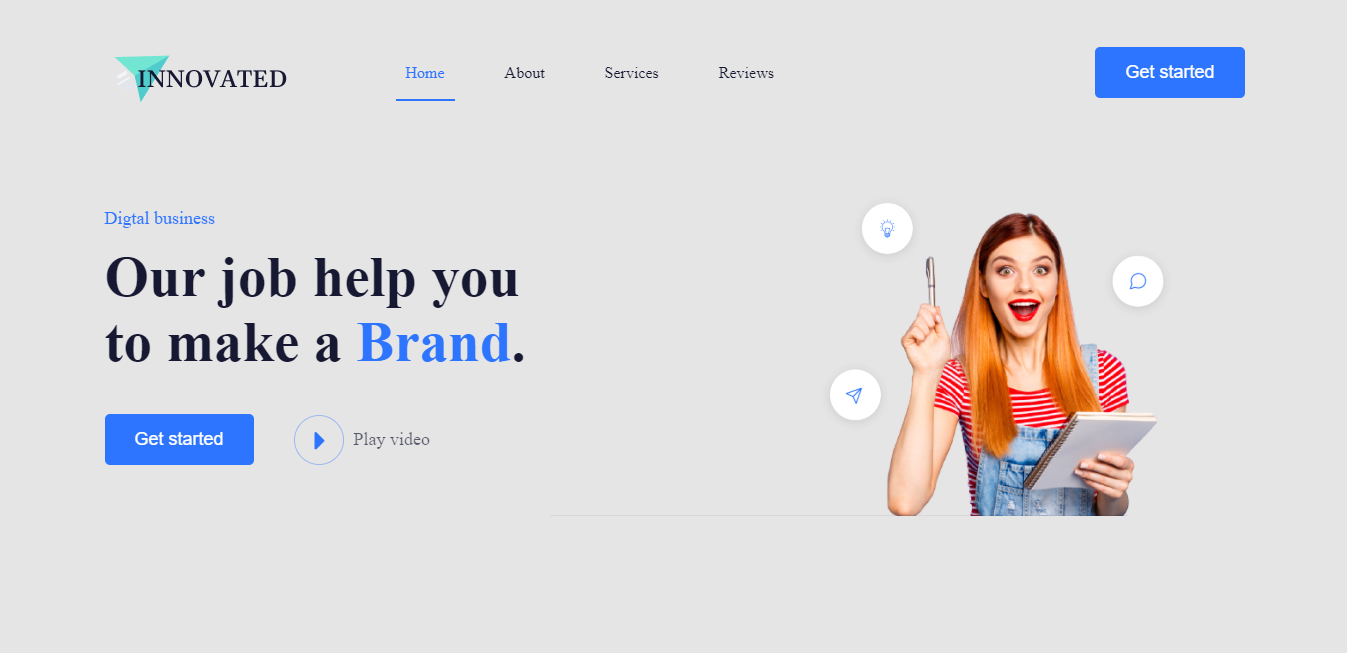 INNOVATED
Home About Services Reviews
Get started
Digtal business
Our job help you
to make a Brand.
Get started
Play video